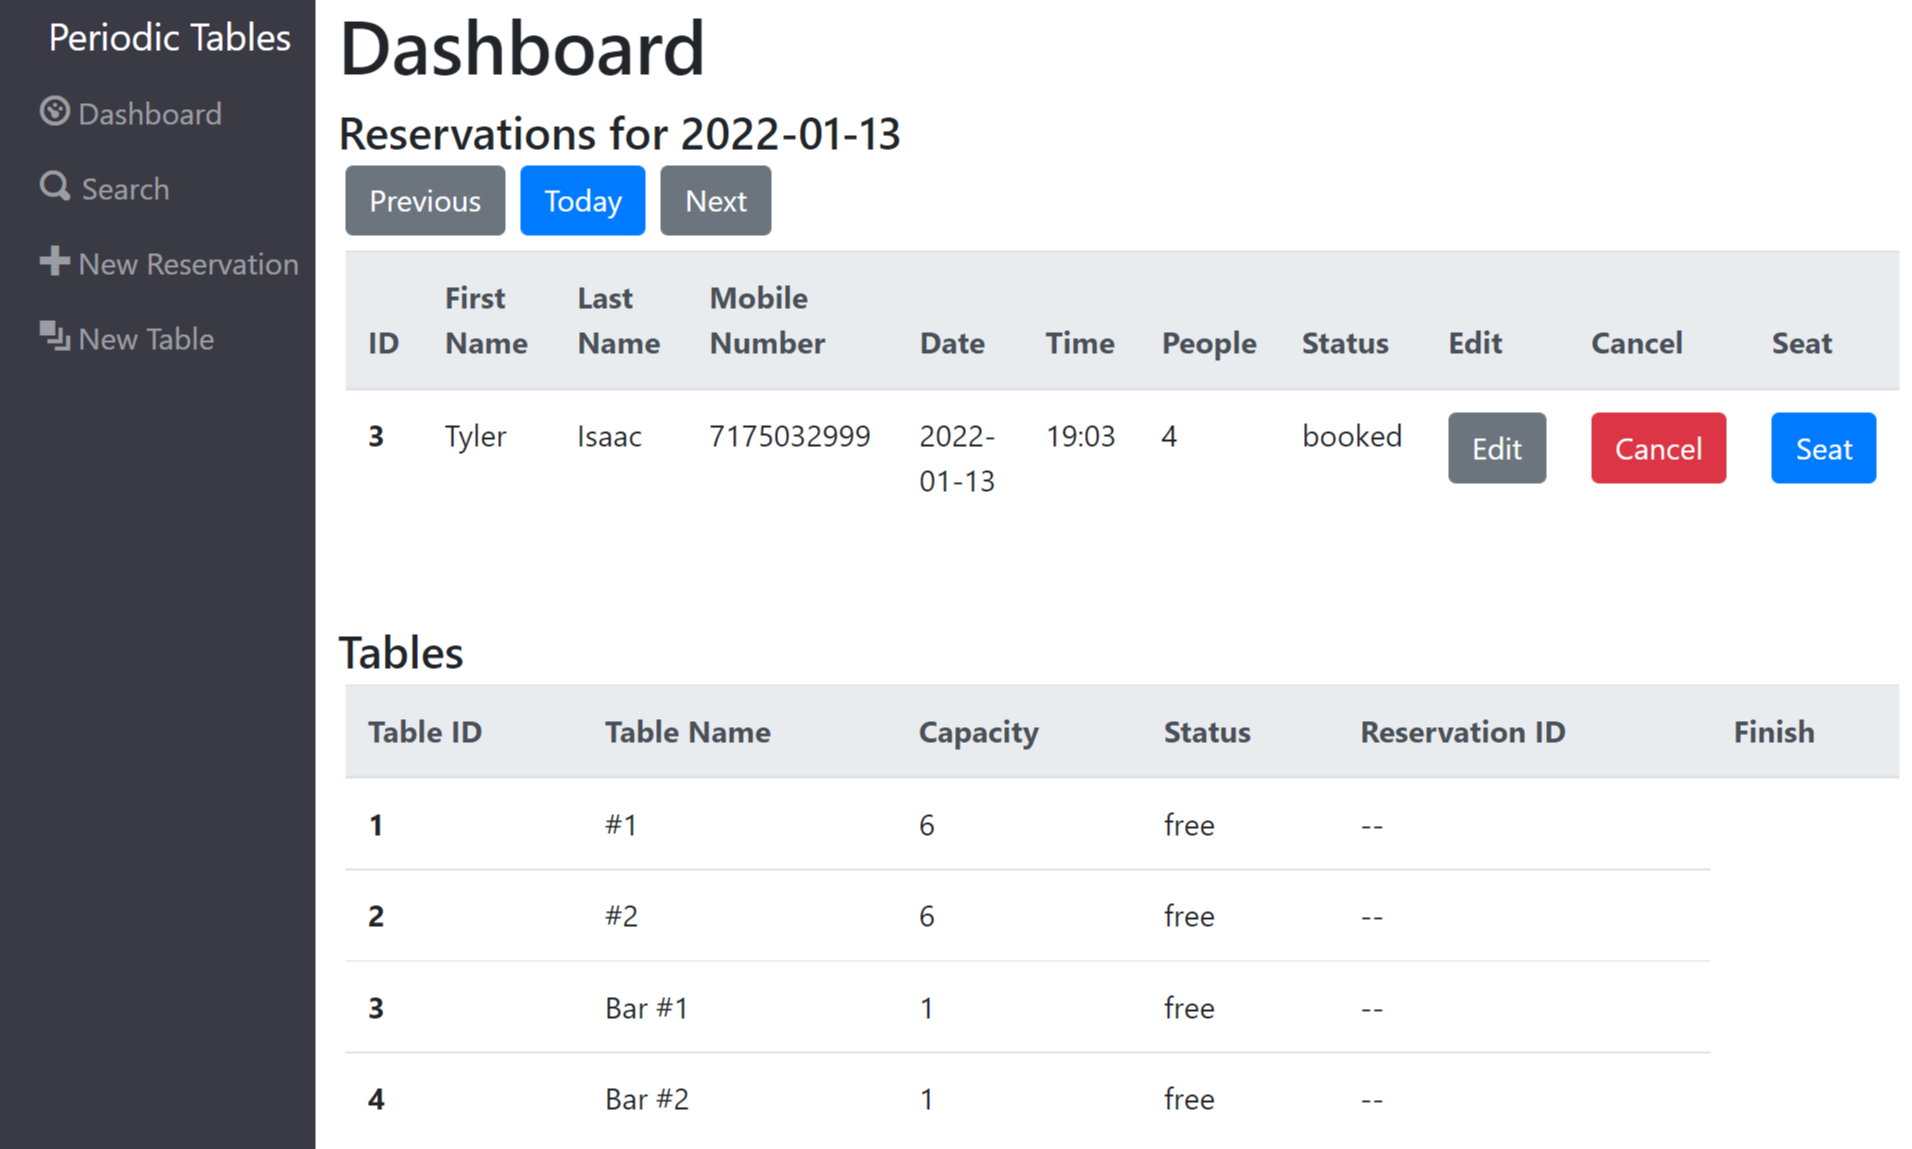 Periodic Tables
Dashboard
Search
New Reservation
New Table
Dashboard
Reservations for 2022-01-13
Previous Today Next
ID First Name Last Name Mobile Number Date Time People Status Edit Cancel Seat
3 Tyler Isaac 7175032999 2022-01-13 19:03 4 booked Edit Cancel Seat
Tables
Table ID Table Name Capacity Status Reservation ID Finish
1 #1 6 free --
2 #2 6 free --
3 Bar #1 1 free --
4 Bar #2 1 free --